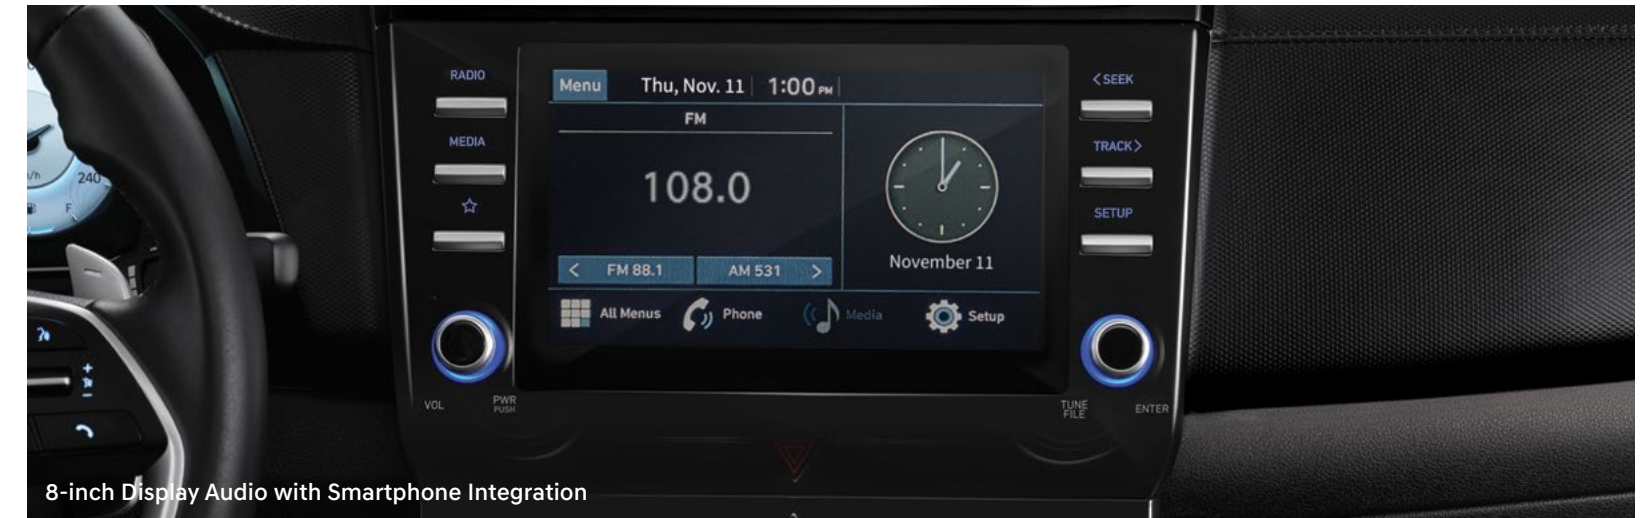 RADIO
MEDIA
VOL
PWR
PUSH
Menu
Thu, Nov. 11
1:00 PM
FM
108.0
< FM 88.1
AM 531 >
November 11
All Menus
Phone
Media
Setup
< SEEK
TRACK >
SETUP
TUNE
FILE
ENTER
240
F
8-inch Display Audio with Smartphone Integration